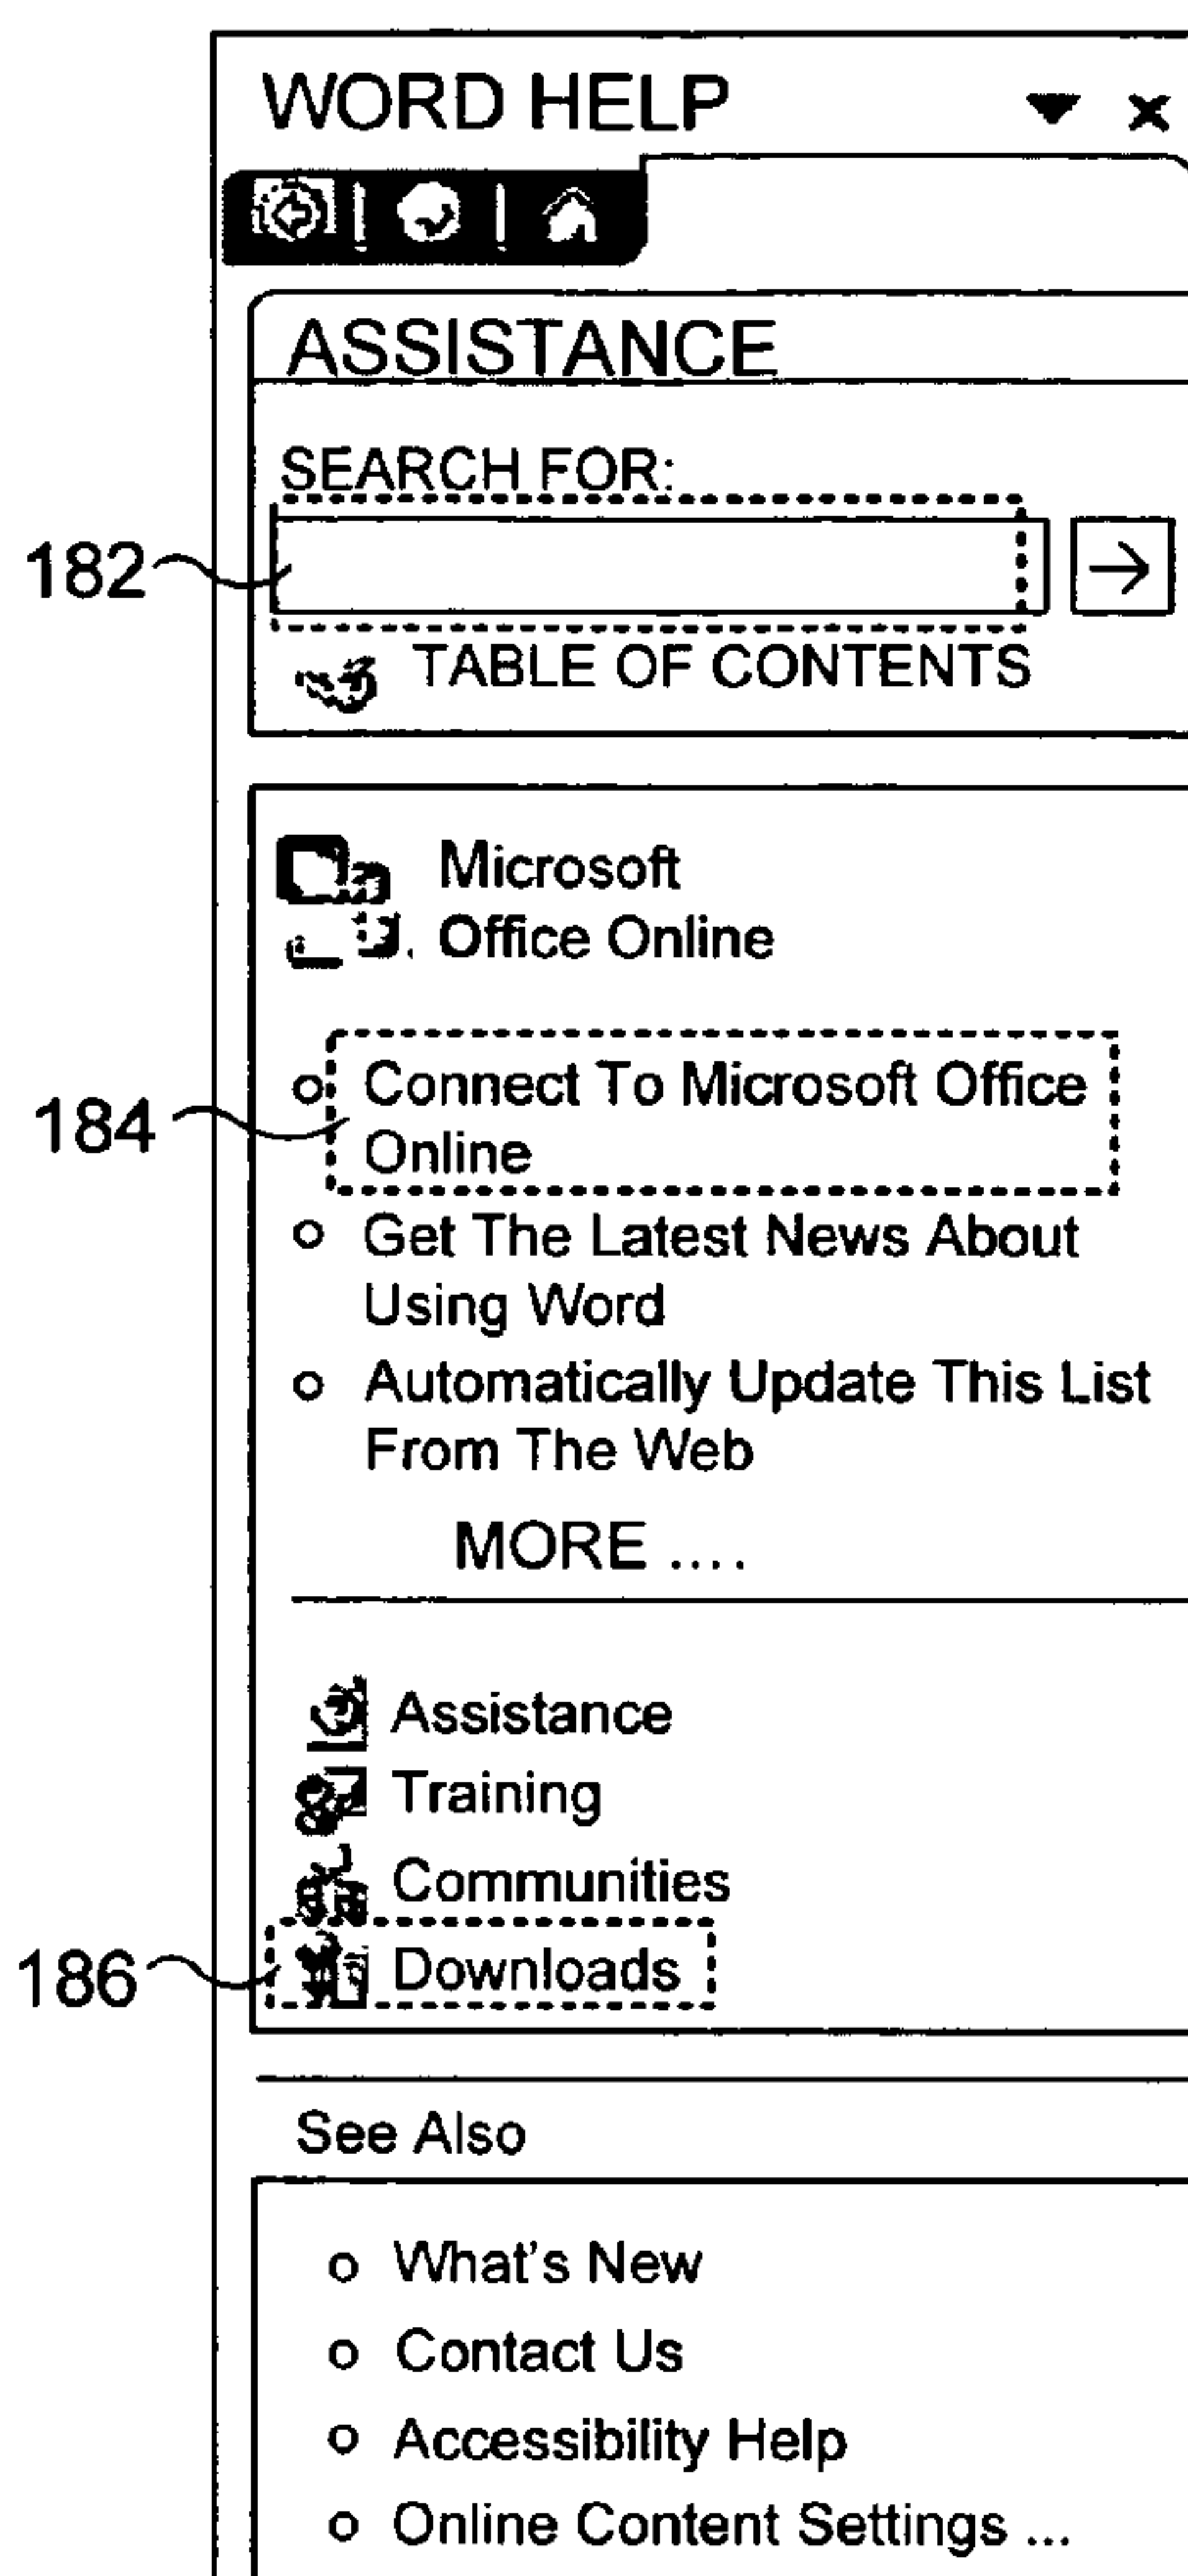 WORD HELP
ASSISTANCE
SEARCH FOR:
182
TABLE OF CONTENTS
Microsoft
Office Online
184
Connect To Microsoft Office
Online
Get The Latest News About
Using Word
Automatically Update This List
From The Web
MORE ....
Assistance
Training
Communities
186
Downloads
See Also
What's New
Contact Us
Accessibility Help
Online Content Settings ...